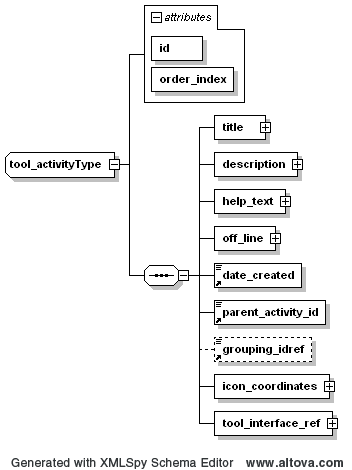 attributes
id
order_index
tool_activityType
title
description
help_text
off_line
date_created
parent_activity_id
grouping_idref
icon_coordinates
tool_interface_ref
Generated with XMLSpy Schema Editor www.altova.com